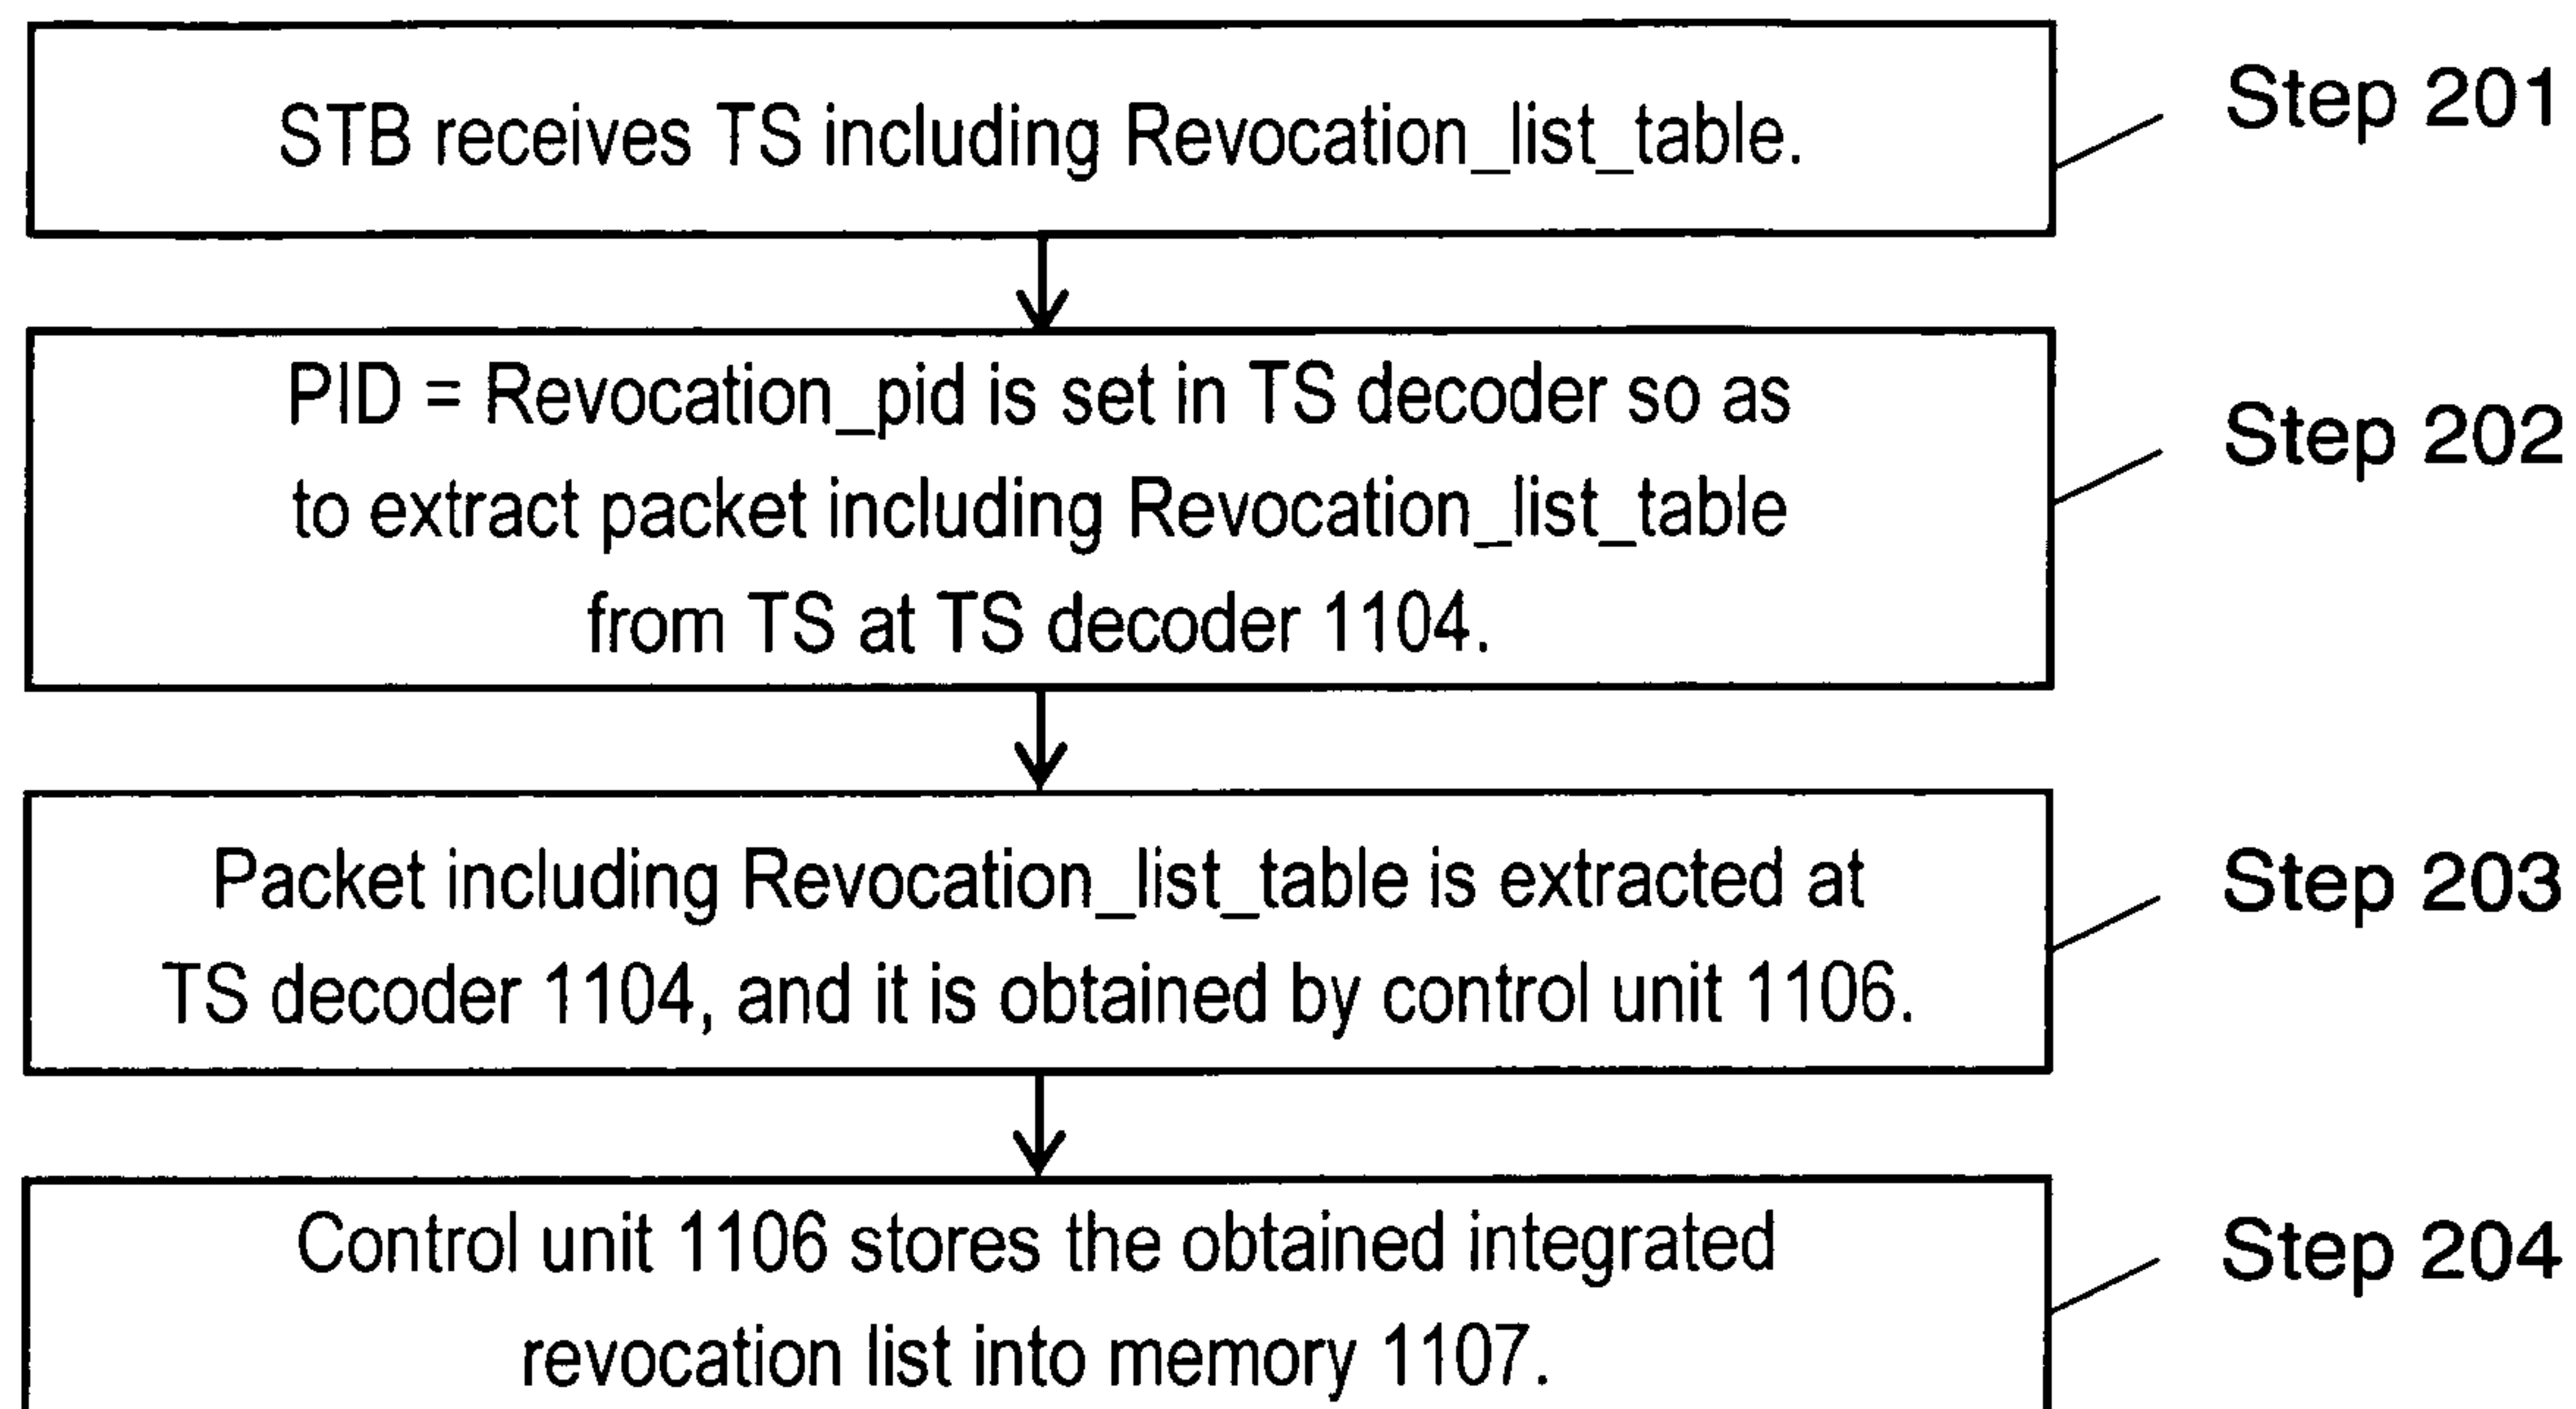 STB receives TS including Revocation_list_table.
Step 201
PID = Revocation_pid is set in TS decoder so as
to extract packet including Revocation_list_table
from TS at TS decoder 1104.
Step 202
Packet including Revocation_list_table is extracted at
TS decoder 1104, and it is obtained by control unit 1106.
Step 203
Control unit 1106 stores the obtained integrated
revocation list into memory 1107.
Step 204